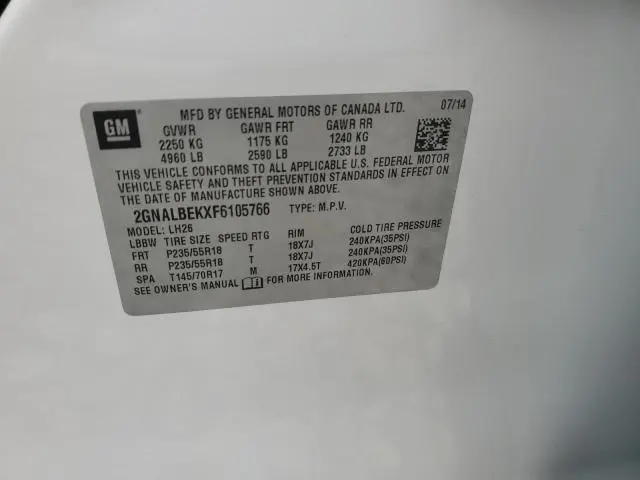 GM
MFD BY GENERAL MOTORS OF CANADA LTD. 07/14
GVWR GAWR FRT GAWR RR
2250 KG 1175 KG 1240 KG
4960 LB 2590 LB 2733 LB
THIS VEHICLE CONFORMS TO ALL APPLICABLE U.S. FEDERAL MOTOR
VEHICLE SAFETY AND THEFT PREVENTION STANDARDS IN EFFECT ON
THE DATE OF MANUFACTURE SHOWN ABOVE.
2GNALBEKXF6105766 TYPE: M.P.V.
MODEL: LH26
LBBW TIRE SIZE SPEED RTG RIM COLD TIRE PRESSURE
FRT P235/55R18 T 18X7J 240KPA(35PSI)
RR P235/55R18 T 18X7J 240KPA(35PSI)
SPA T145/70R17 M 17X4.5T 420KPA(60PSI)
SEE OWNER'S MANUAL FOR MORE INFORMATION.